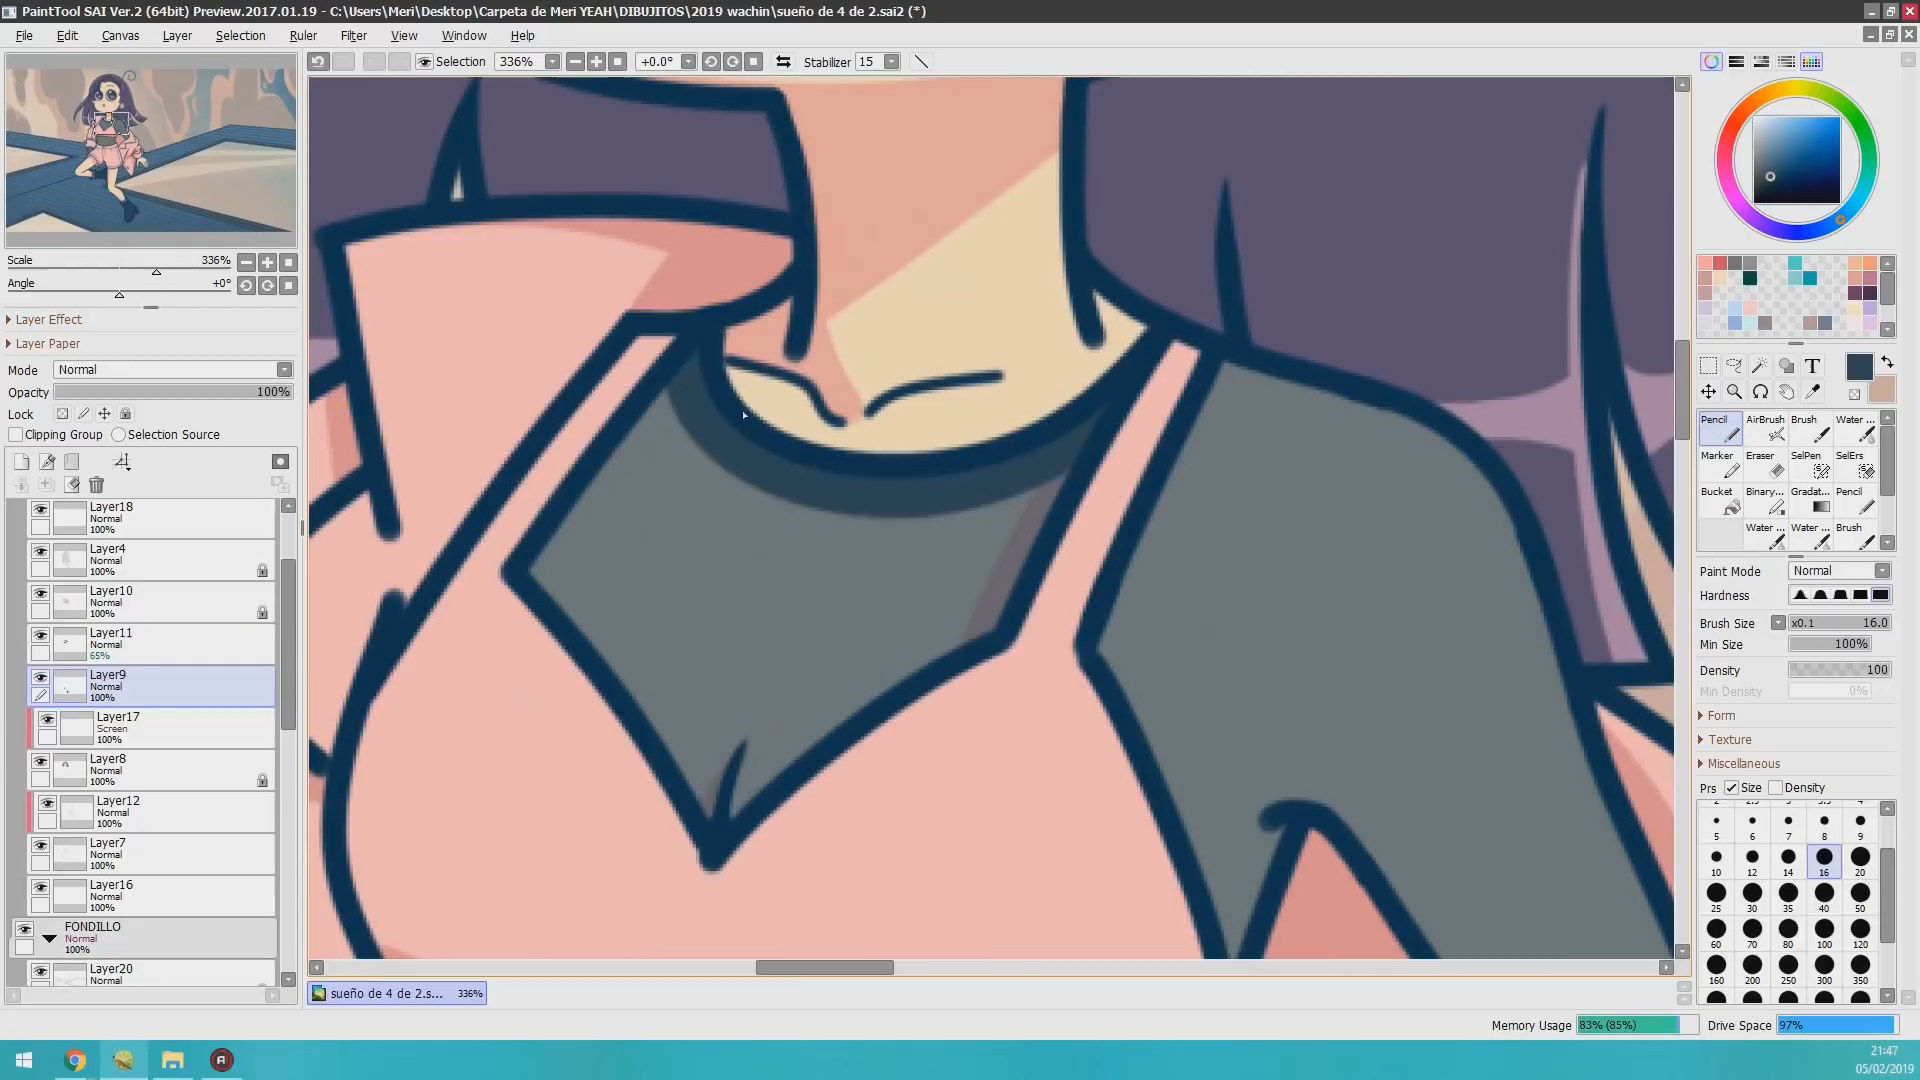 PaintTool SAI Ver.2 (64bit) Preview.2017.01.19 - C:\Users\Meri\Desktop\Carpeta de Meri YEAH\DIBUJITOS\2019 wachin\sueño de 4 de 2.sai2 (*)
File Edit Canvas Layer Selection Ruler Filter View Window Help
Selection 336% +0.0° Stabilizer 15
Scale 336%
Angle +0°
Layer Effect
Layer Paper
Mode Normal
Opacity 100%
Lock
Clipping Group Selection Source
Layer18
Normal
100%
Layer4
Normal
100%
Layer10
Normal
100%
Layer11
Normal
65%
Layer9
Normal
100%
Layer17
Screen
100%
Layer8
Normal
100%
Layer12
Normal
100%
Layer7
Normal
100%
Layer16
Normal
100%
FONDILLO
Normal
100%
Layer20
Normal
sueño de 4 de 2.s... 336%
T
Pencil AirBrush Brush Water ...
Marker Eraser SelPen SelErs
Bucket Binary... Gradat... Pencil
Water ... Water ... Brush
Paint Mode Normal
Hardness
Brush Size x0.1 16.0
Min Size 100%
Density 100
Min Density 0%
Form
Texture
Miscellaneous
Prs Size Density
5 6 7 8 9
10 12 14 16 20
25 30 35 40 50
60 70 80 100 120
160 200 250 300 350
Memory Usage 83% (85%) Drive Space 97%
21:47
05/02/2019